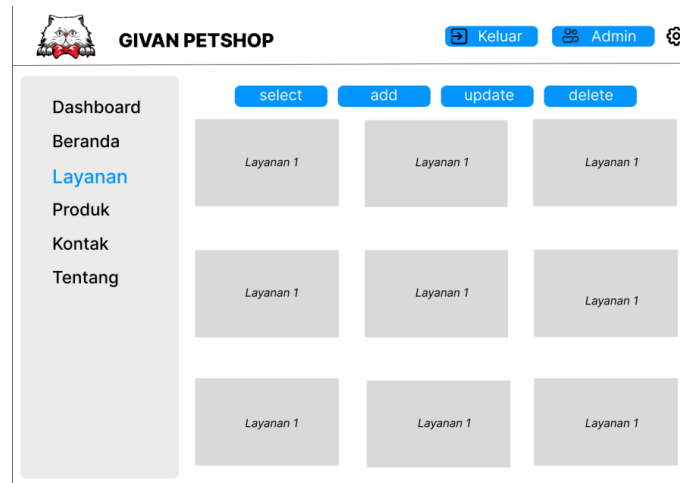 GIVAN PETSHOP
Keluar
Admin
Dashboard
Beranda
Layanan
Produk
Kontak
Tentang
select
add
update
delete
Layanan 1
Layanan 1
Layanan 1
Layanan 1
Layanan 1
Layanan 1
Layanan 1
Layanan 1
Layanan 1